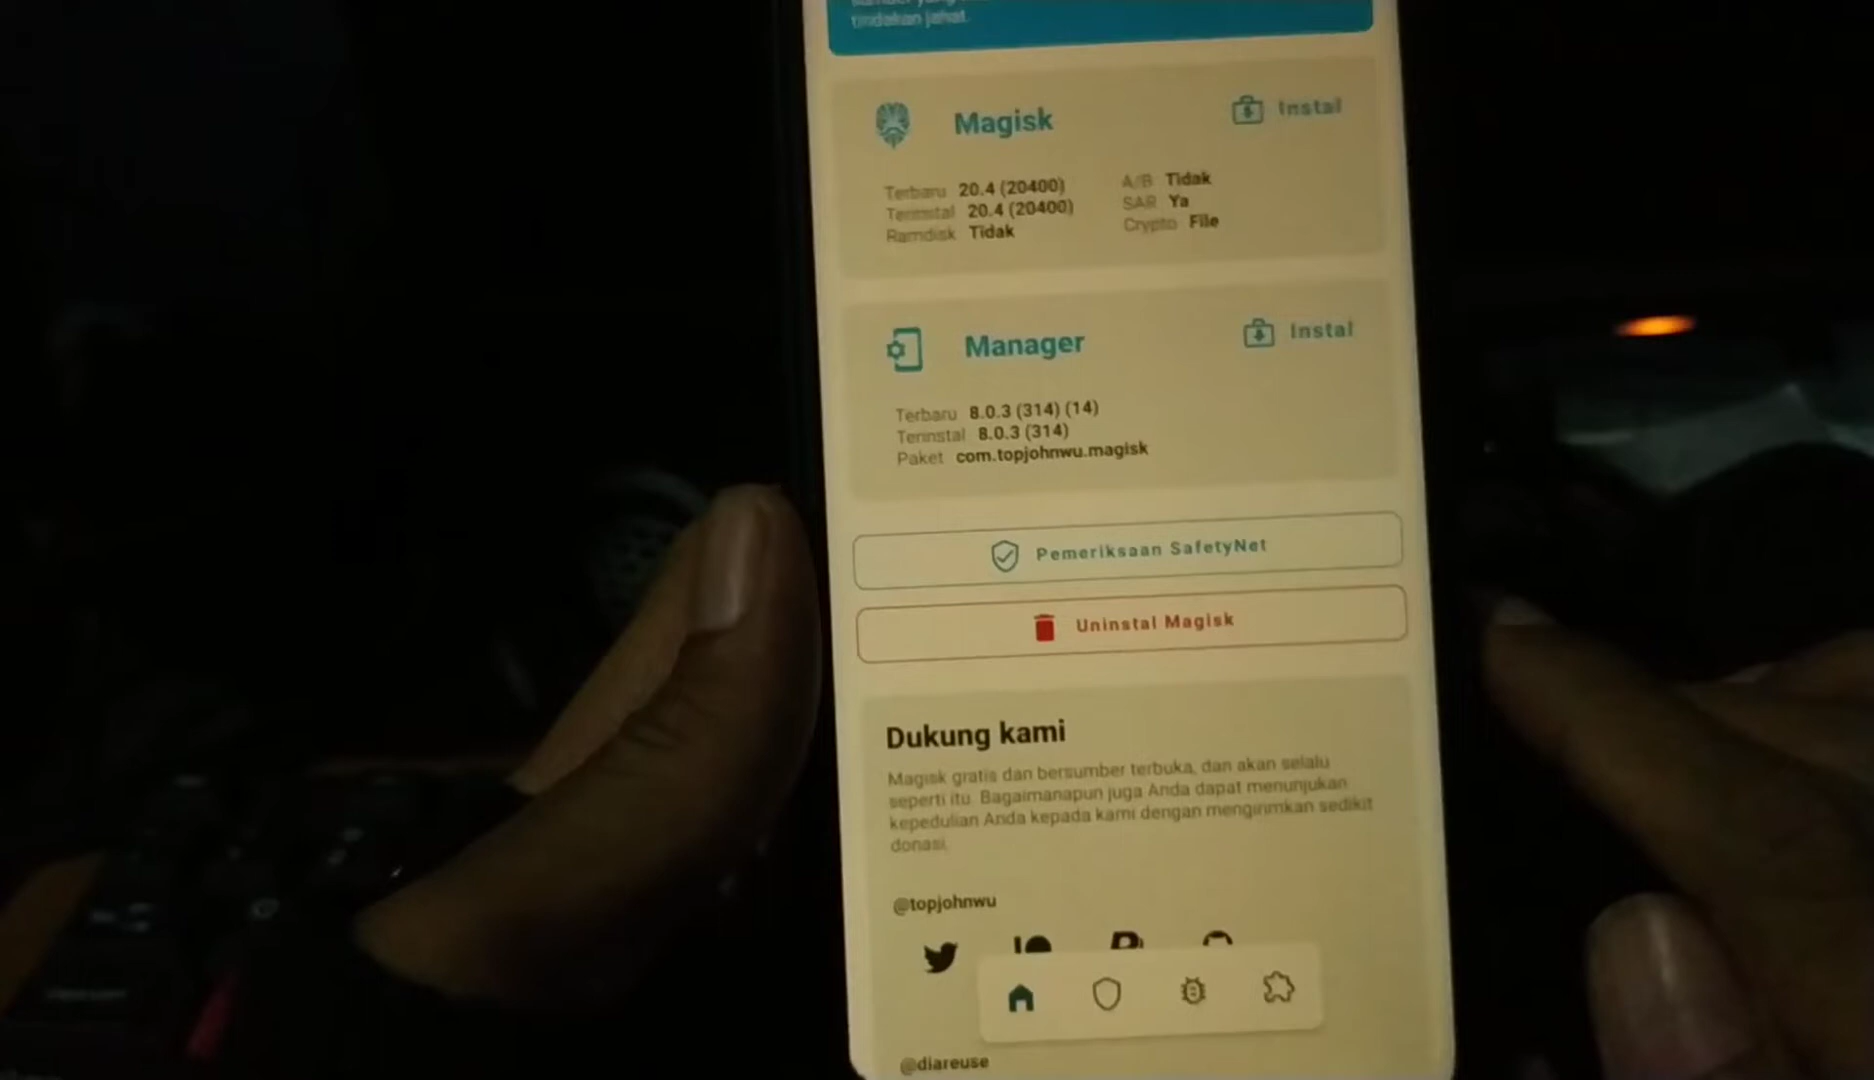 tindakan jahat.
Magisk
Instal
Terbaru 20.4 (20400)
Terinstal 20.4 (20400)
Ramdisk Tidak
A/B Tidak
SAR Ya
Crypto File
Manager
Instal
Terbaru 8.0.3 (314) (14)
Terinstal 8.0.3 (314)
Paket com.topjohnwu.magisk
Pemeriksaan SafetyNet
Uninstal Magisk
Dukung kami
Magisk gratis dan bersumber terbuka, dan akan selalu
seperti itu. Bagaimanapun juga Anda dapat menunjukan
kepedulian Anda kepada kami dengan mengirimkan sedikit
donasi.
@topjohnwu
@diareuse